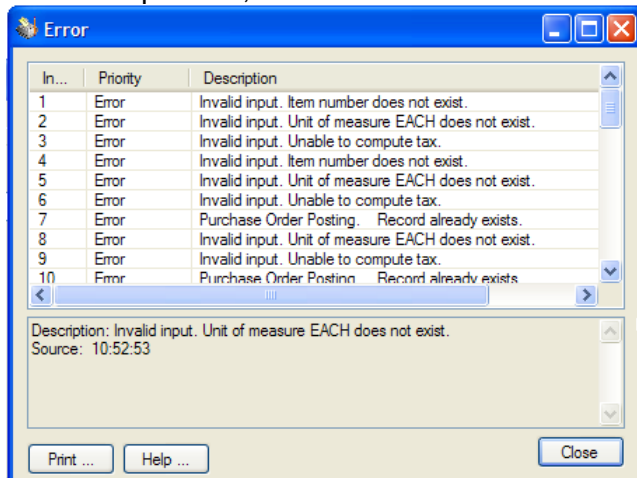 Error
In... Priority Description
1 Error Invalid input. Item number does not exist.
2 Error Invalid input. Unit of measure EACH does not exist.
3 Error Invalid input. Unable to compute tax.
4 Error Invalid input. Item number does not exist.
5 Error Invalid input. Unit of measure EACH does not exist.
6 Error Invalid input. Unable to compute tax.
7 Error Purchase Order Posting. Record already exists.
8 Error Invalid input. Unit of measure EACH does not exist.
9 Error Invalid input. Unable to compute tax.
10 Error Purchase Order Posting. Record already exists.
Description: Invalid input. Unit of measure EACH does not exist.
Source: 10:52:53
Print ... Help ... Close